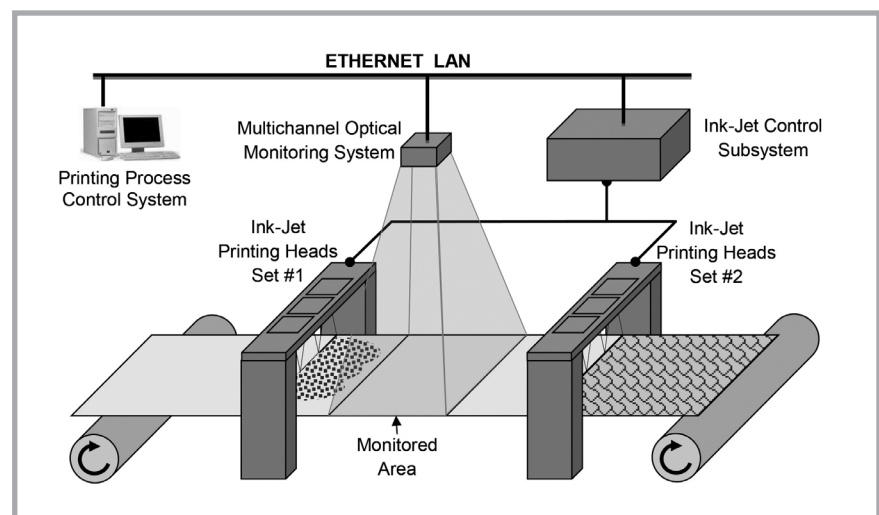 ETHERNET LAN
Multichannel Optical
Monitoring System
Ink-Jet Control
Subsystem
Printing Process
Control System
Ink-Jet
Printing Heads
Set #1
Ink-Jet
Printing Heads
Set #2
Monitored
Area